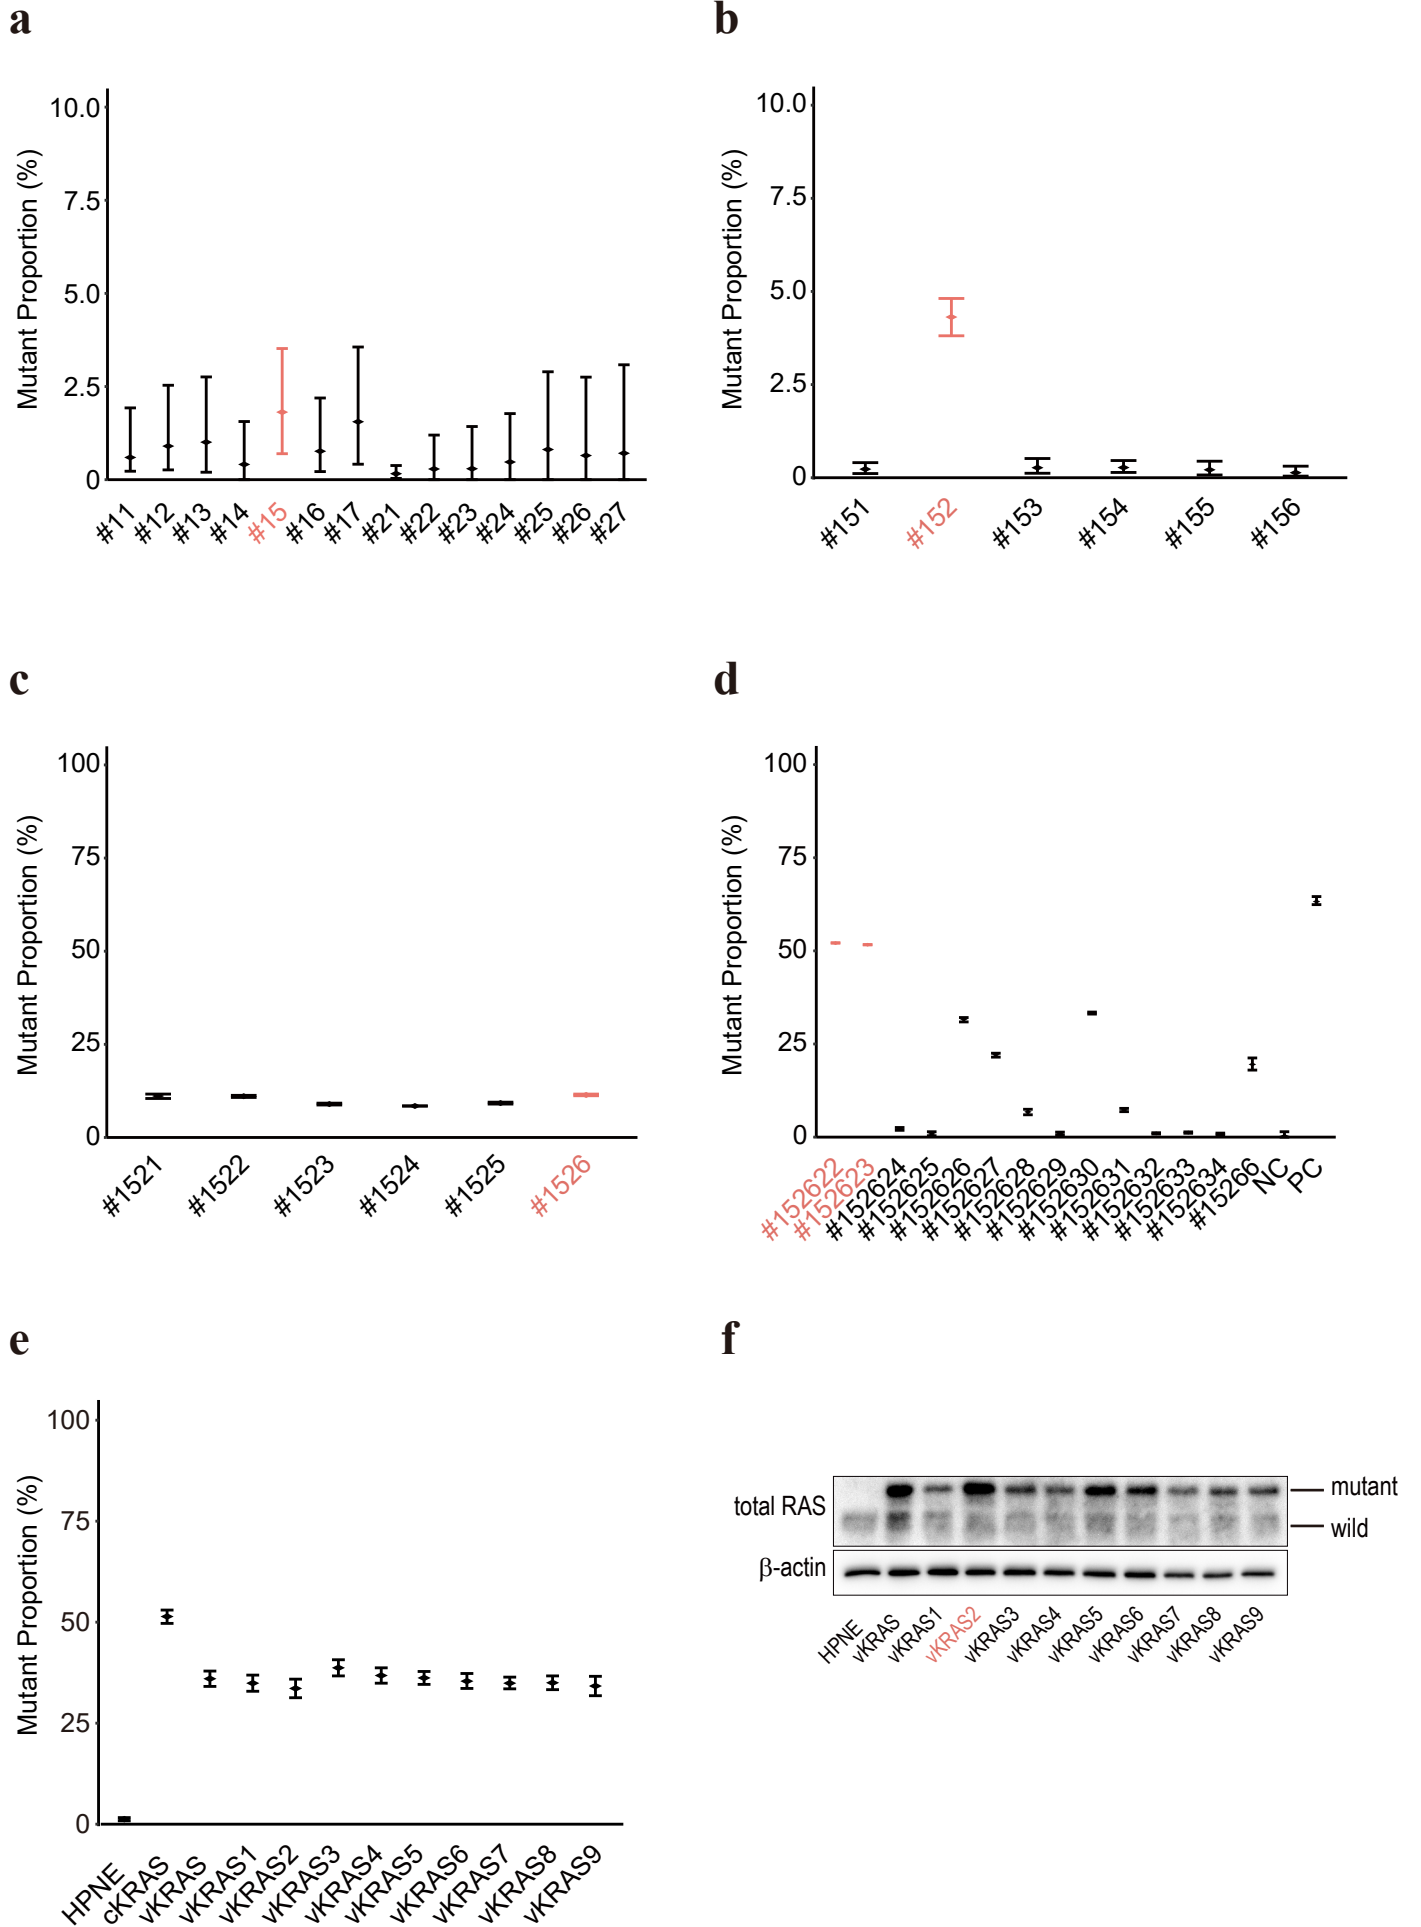 a
Mutant Proportion (%)
10.0
7.5
5.0
2.5
0
#11
#12
#13
#14
#15
#16
#17
#21
#22
#23
#24
#25
#26
#27
b
Mutant Proportion (%)
10.0
7.5
5.0
2.5
0
#151
#152
#153
#154
#155
#156
c
Mutant Proportion (%)
100
75
50
25
0
#1521
#1522
#1523
#1524
#1525
#1526
d
Mutant Proportion (%)
100
75
50
25
0
#152622
#152623
#152624
#152625
#152626
#152627
#152628
#152629
#152630
#152631
#152632
#152633
#152634
#15266
NC
PC
e
Mutant Proportion (%)
100
75
50
25
0
HPNE
cKRAS
vKRAS
vKRAS1
vKRAS2
vKRAS3
vKRAS4
vKRAS5
vKRAS6
vKRAS7
vKRAS8
vKRAS9
f
total RAS
mutant
wild
β-actin
HPNE
vKRAS
vKRAS1
vKRAS2
vKRAS3
vKRAS4
vKRAS5
vKRAS6
vKRAS7
vKRAS8
vKRAS9